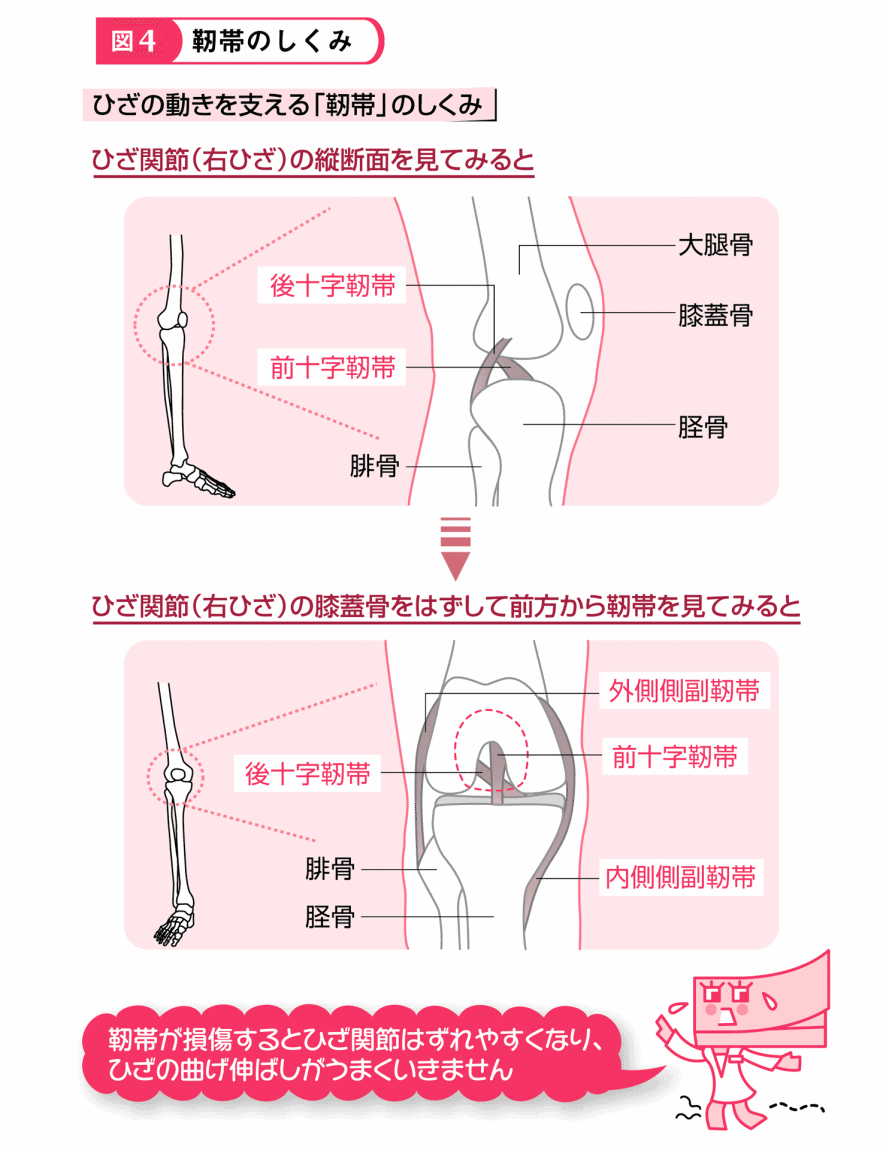 図4 靭帯のしくみ
ひざの動きを支える「靭帯」のしくみ
ひざ関節(右ひざ)の縦断面を見てみると
大腿骨
後十字靭帯
膝蓋骨
前十字靭帯
脛骨
腓骨
ひざ関節(右ひざ)の膝蓋骨をはずして前方から靭帯を見てみると
外側側副靭帯
前十字靭帯
後十字靭帯
腓骨
内側側副靭帯
脛骨
靭帯が損傷するとひざ関節はずれやすくなり、
ひざの曲げ伸ばしがうまくいきません